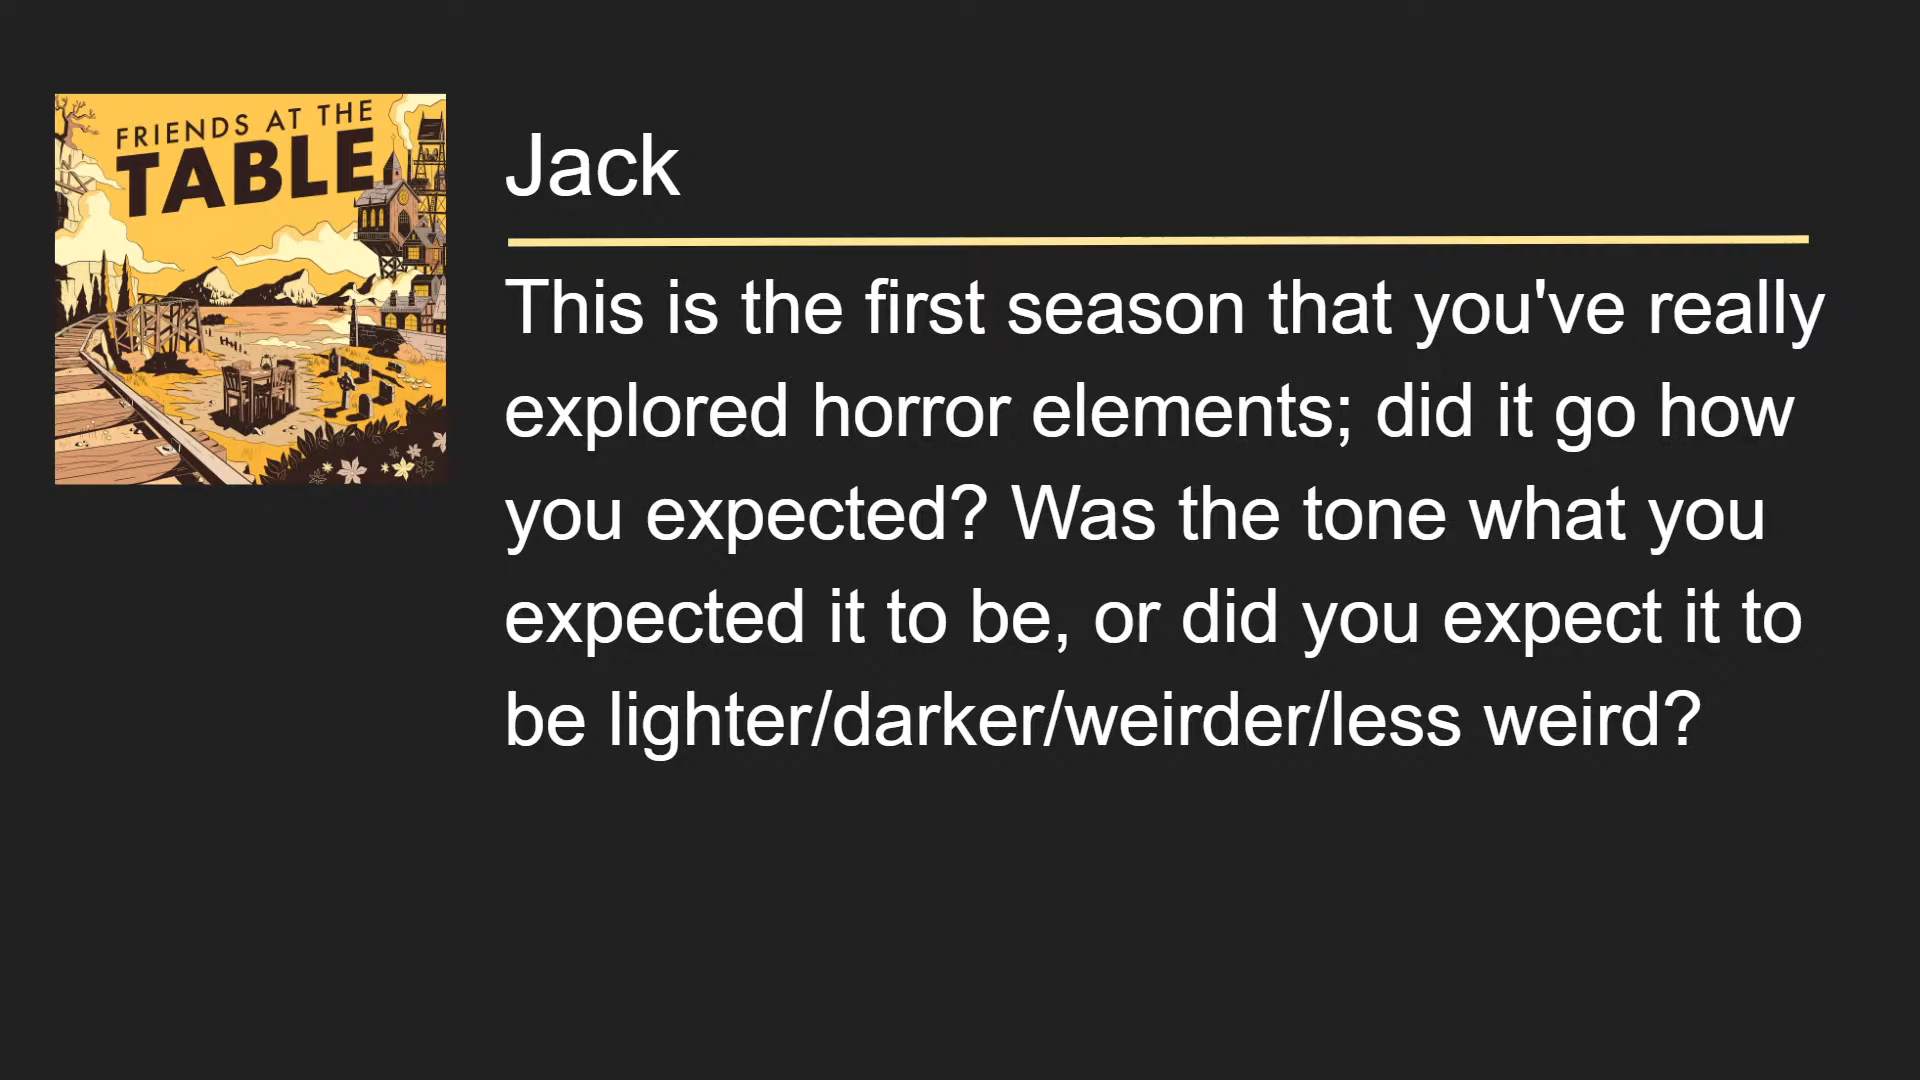 FRIENDS AT THE
TABLE
Jack
This is the first season that you've really
explored horror elements; did it go how
you expected? Was the tone what you
expected it to be, or did you expect it to
be lighter/darker/weirder/less weird?